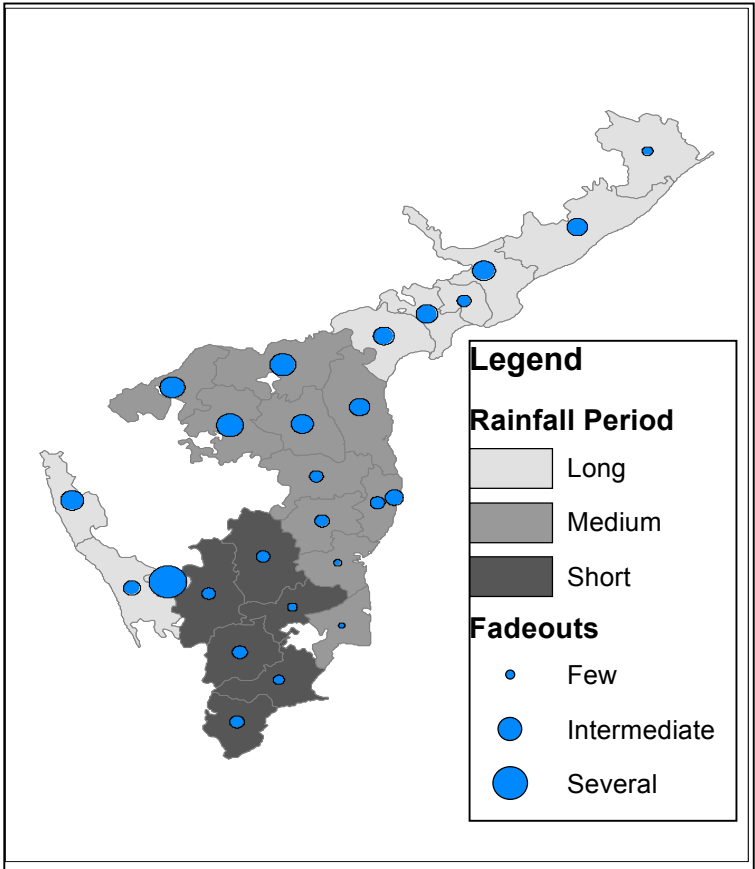 Legend
Rainfall Period
Long
Medium
Short
Fadeouts
Few
Intermediate
Several